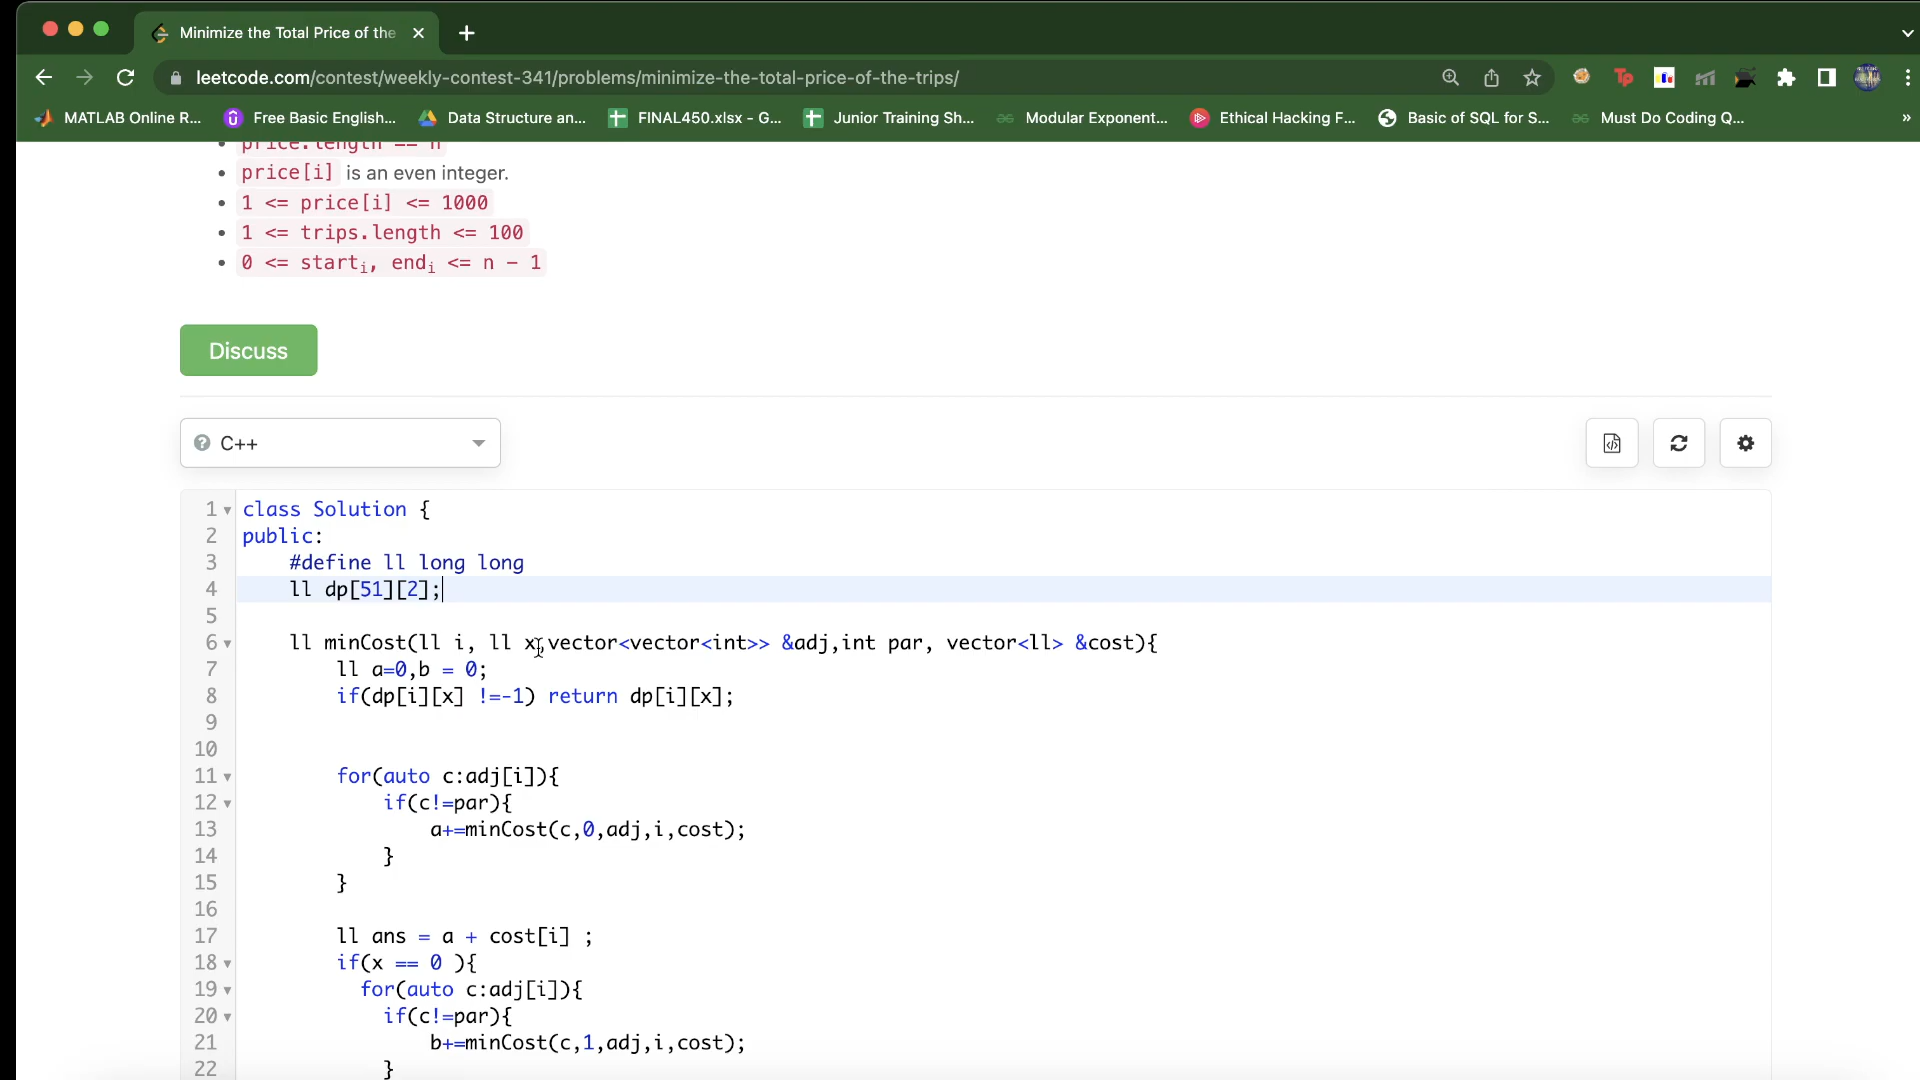 Minimize the Total Price of the
leetcode.com/contest/weekly-contest-341/problems/minimize-the-total-price-of-the-trips/
MATLAB Online R... Free Basic English... Data Structure an... FINAL450.xlsx - G... Junior Training Sh... Modular Exponent... Ethical Hacking F... Basic of SQL for S... Must Do Coding Q... »
price.length == n
price[i] is an even integer.
1 <= price[i] <= 1000
1 <= trips.length <= 100
0 <= starti, endi <= n - 1
Discuss
C++
1 class Solution {
2 public:
3 #define ll long long
4 ll dp[51][2];
5
6 ll minCost(ll i, ll x,vector<vector<int>> &adj,int par, vector<ll> &cost){
7 ll a=0,b = 0;
8 if(dp[i][x] !=-1) return dp[i][x];
9
10
11 for(auto c:adj[i]){
12 if(c!=par){
13 a+=minCost(c,0,adj,i,cost);
14 }
15 }
16
17 ll ans = a + cost[i] ;
18 if(x == 0 ){
19 for(auto c:adj[i]){
20 if(c!=par){
21 b+=minCost(c,1,adj,i,cost);
22 }